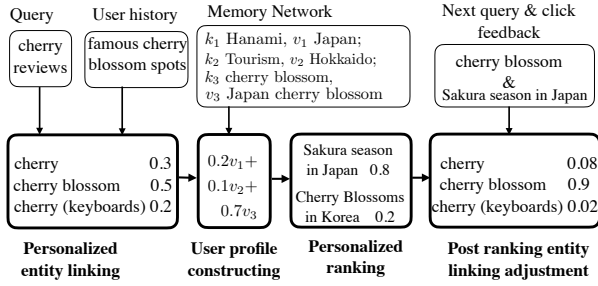 Query
cherry
reviews
User history
famous cherry
blossom spots
Memory Network
k₁ Hanami, v₁ Japan;
k₂ Tourism, v₂ Hokkaido;
k₃ cherry blossom,
v₃ Japan cherry blossom
Next query & click
feedback
cherry blossom
&
Sakura season in Japan
cherry 0.3
cherry blossom 0.5
cherry (keyboards) 0.2
0.2v₁+
0.1v₂+
0.7v₃
Sakura season
in Japan 0.8
Cherry Blossoms
in Korea 0.2
cherry 0.08
cherry blossom 0.9
cherry (keyboards) 0.02
Personalized
entity linking
User profile
constructing
Personalized
ranking
Post ranking entity
linking adjustment